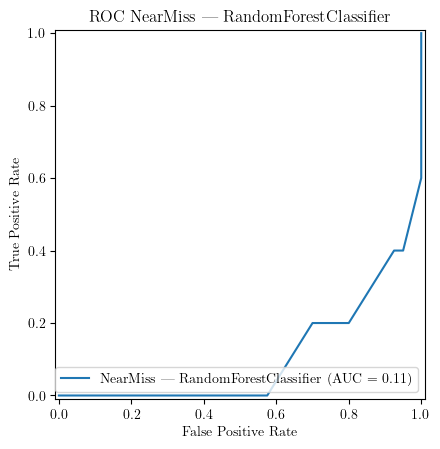 ROC NearMiss — RandomForestClassifier
True Positive Rate
1.0
0.8
0.6
0.4
0.2
0.0
NearMiss — RandomForestClassifier (AUC = 0.11)
0.0 0.2 0.4 0.6 0.8 1.0
False Positive Rate